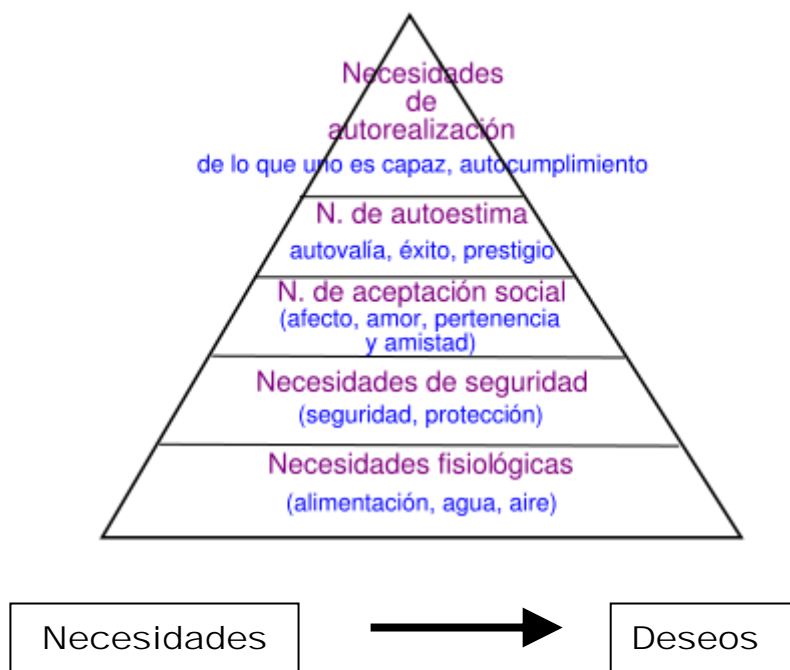 Necesidades
de
autorealización
de lo que uno es capaz, autocumplimiento
N. de autoestima
autovalía, éxito, prestigio
N. de aceptación social
(afecto, amor, pertenencia
y amistad)
Necesidades de seguridad
(seguridad, protección)
Necesidades fisiológicas
(alimentación, agua, aire)
Necesidades
Deseos